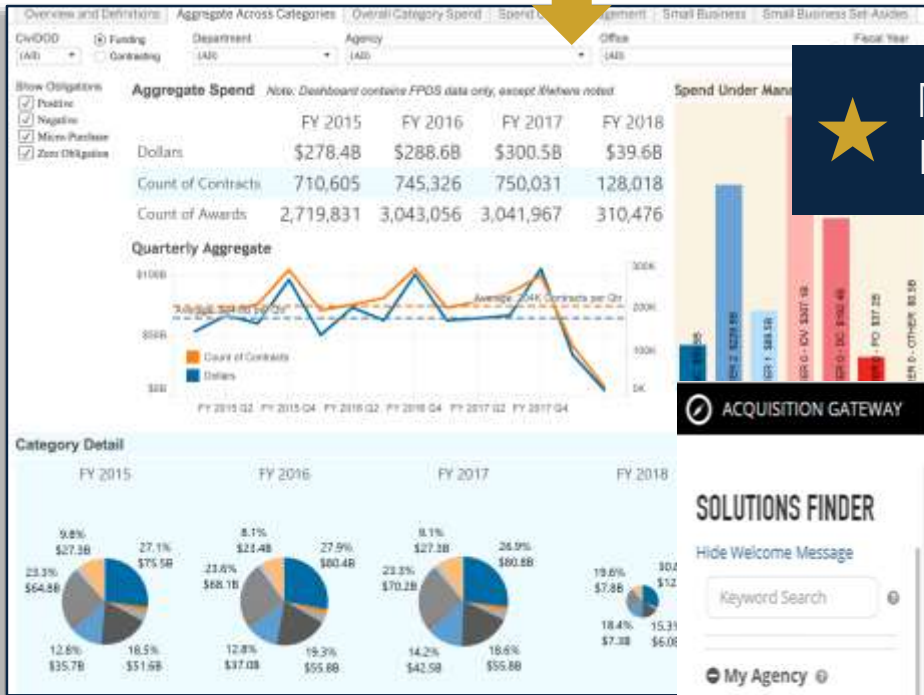 Overview and Definitions Aggregate Across Categories Overall Category Spend Small Business Small Business Set-Asides
Civ/DOD Funding Department Agency Office Fiscal Year
(All) Contracting (All) (All) (All)
Show Obligations
Positive
Negative
Micro Purchase
Zero Obligation
Aggregate Spend Note: Dashboard contains FPDS data only, except if/where noted
FY 2015 FY 2016 FY 2017 FY 2018
Dollars $278.4B $288.6B $300.5B $39.6B
Count of Contracts 710,605 745,326 750,031 128,018
Count of Awards 2,719,831 3,043,056 3,041,967 310,476
Quarterly Aggregate
$100B 300K
200K
$50B
100K
$0B 0K
Count of Contracts
Dollars
FY 2015 Q2 FY 2015 Q4 FY 2016 Q2 FY 2016 Q4 FY 2017 Q2 FY 2017 Q4
Category Detail
FY 2015 FY 2016 FY 2017 FY 2018
9.8%
$27.3B
27.1%
$75.5B
23.3%
$64.8B
12.8%
$35.7B
18.5%
$51.6B
8.1%
$23.4B
27.9%
$80.4B
23.6%
$68.1B
12.8%
$37.0B
19.3%
$55.8B
9.1%
$27.3B
26.9%
$80.8B
23.3%
$70.2B
14.2%
$42.5B
18.6%
$55.8B
19.6%
$7.8B
18.4%
$7.3B
15.3%
Spend Under
ACQUISITION GATEWAY
SOLUTIONS FINDER
Hide Welcome Message
Keyword Search
My Agency